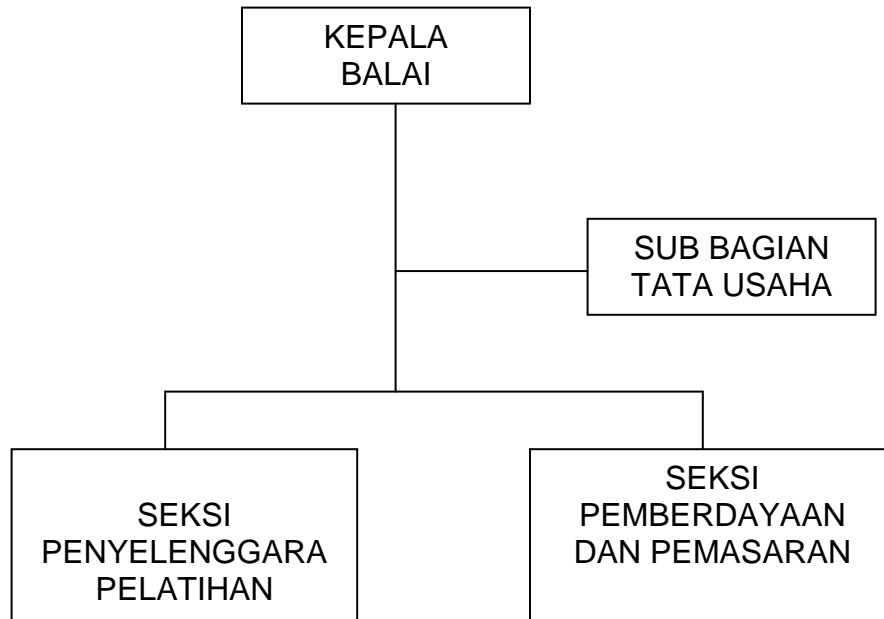 KEPALA
BALAI
SUB BAGIAN
TATA USAHA
SEKSI
PENYELENGGARA
PELATIHAN
SEKSI
PEMBERDAYAAN
DAN PEMASARAN